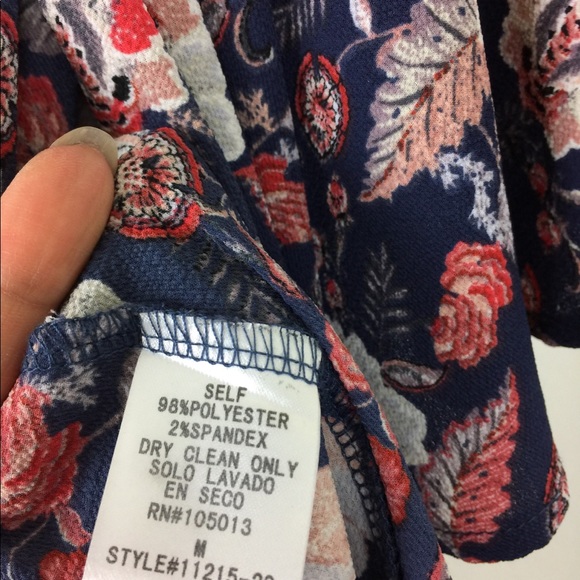 SELF
98%POLYESTER
2%SPANDEX
DRY CLEAN ONLY
SOLO LAVADO
EN SECO
RN#105013
M